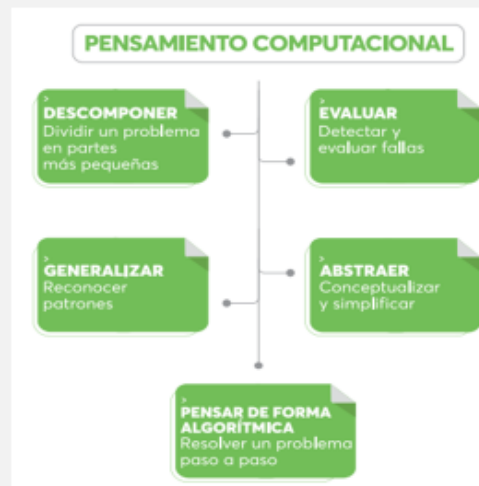 PENSAMIENTO COMPUTACIONAL
>
DESCOMPONER
Dividir un problema
en partes
más pequeñas
>
EVALUAR
Detectar y
evaluar fallas
>
GENERALIZAR
Reconocer
patrones
>
ABSTRAER
Conceptualizar
y simplificar
>
PENSAR DE FORMA
ALGORÍTMICA
Resolver un problema
paso a paso